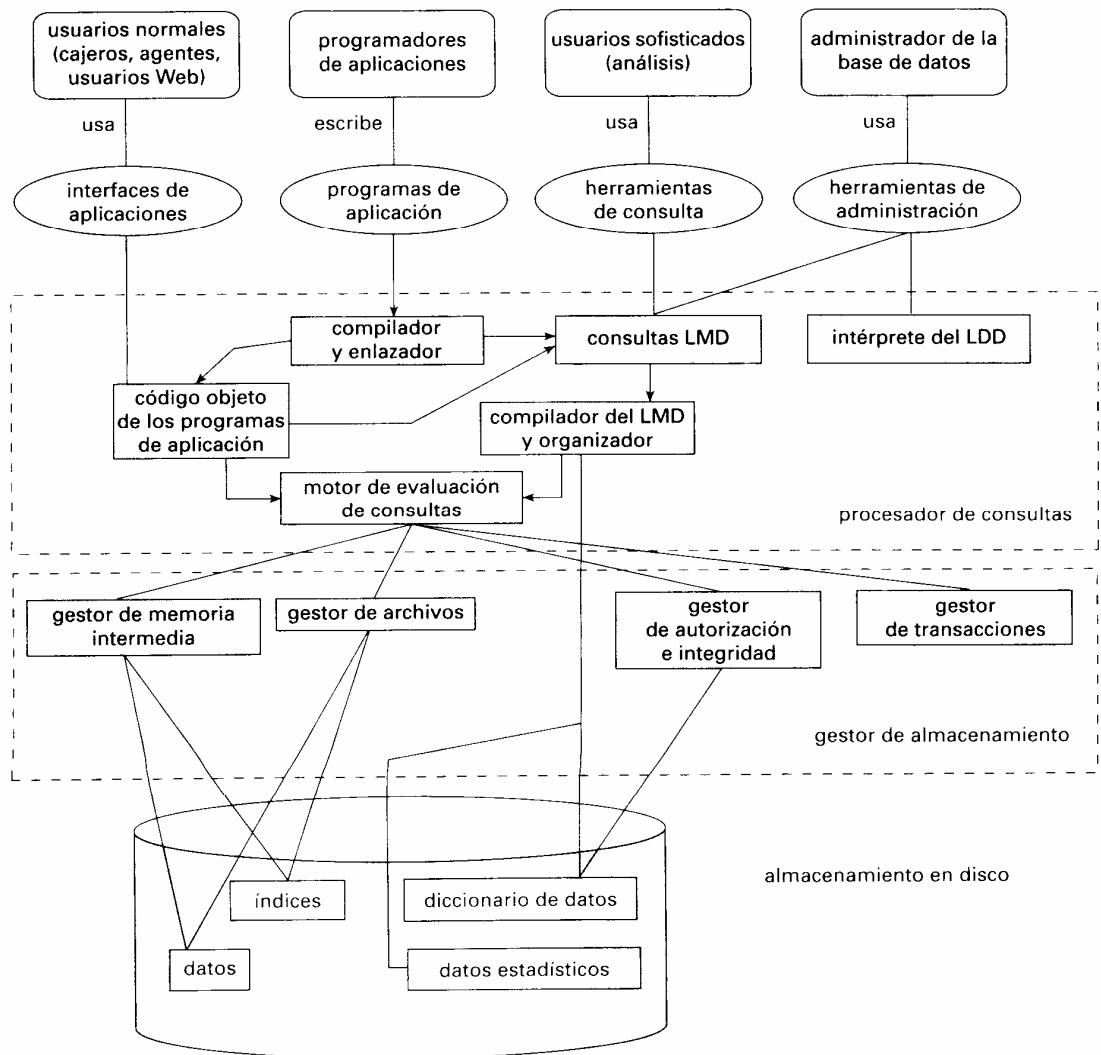 usuarios normales
(cajeros, agentes,
usuarios Web)
programadores
de aplicaciones
usuarios sofisticados
(análisis)
administrador de la
base de datos
usa
escribe
usa
usa
interfaces de
aplicaciones
programas de
aplicación
herramientas
de consulta
herramientas de
administración
compilador
y enlazador
consultas LMD
intérprete del LDD
código objeto
de los programas
de aplicación
compilador del LMD
y organizador
motor de evaluación
de consultas
procesador de consultas
gestor de memoria
intermedia
gestor de archivos
gestor
de autorización
e integridad
gestor
de transacciones
gestor de almacenamiento
almacenamiento en disco
índices
diccionario de datos
datos
datos estadísticos